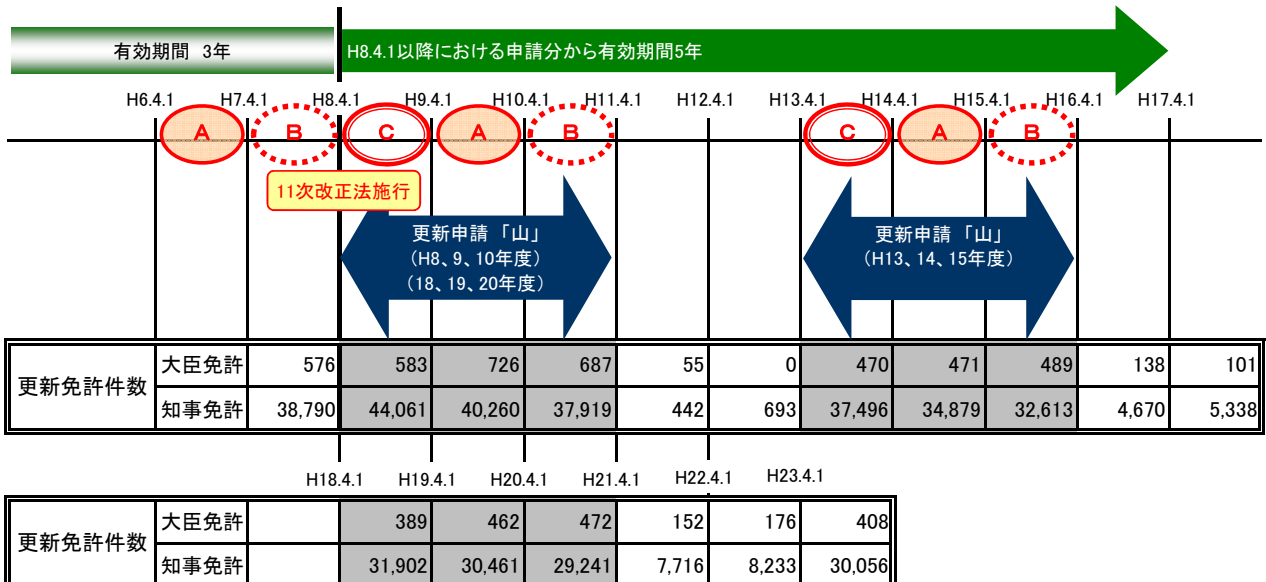 有効期間 3年
H8.4.1以降における申請分から有効期間5年
H6.4.1 H7.4.1 H8.4.1 H9.4.1 H10.4.1 H11.4.1 H12.4.1 H13.4.1 H14.4.1 H15.4.1 H16.4.1 H17.4.1
A B C A B C A B
11次改正法施行
更新申請「山」
(H8、9、10年度)
(18、19、20年度)
更新申請「山」
(H13、14、15年度)
更新免許件数
大臣免許 576 583 726 687 55 0 470 471 489 138 101
知事免許 38,790 44,061 40,260 37,919 442 693 37,496 34,879 32,613 4,670 5,338
H18.4.1 H19.4.1 H20.4.1 H21.4.1 H22.4.1 H23.4.1
更新免許件数
大臣免許 389 462 472 152 176 408
知事免許 31,902 30,461 29,241 7,716 8,233 30,056